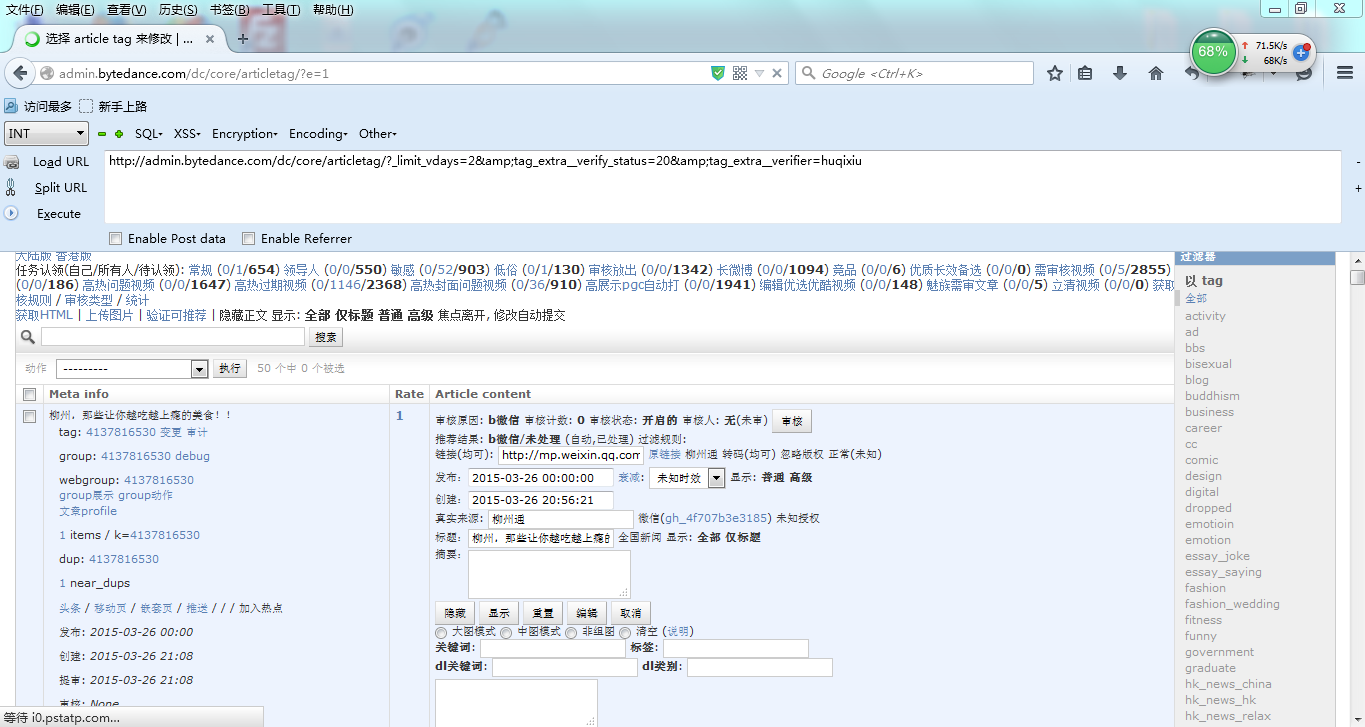 文件(F) 编辑(E) 查看(V) 历史(S) 书签(B) 工具(T) 帮助(H)
选择 article tag 来修改 | ... × +
68% 71.5K/s
68K/s
admin.bytedance.com/dc/core/articletag/?e=1
Google <Ctrl+K>
访问最多 新手上路
INT SQL- XSS- Encryption- Encoding- Other-
Load URL http://admin.bytedance.com/dc/core/articletag/?_limit_vdays=2&amp;tag_extra__verify_status=20&amp;tag_extra__verifier=huqixiu
Split URL
Execute
Enable Post data Enable Referrer
大陆版 香港版
任务认领(自己/所有人/待认领): 常规 (0/1/654) 领导人 (0/0/550) 敏感 (0/52/903) 低俗 (0/1/130) 审核放出 (0/0/1342) 长微博 (0/0/1094) 竞品 (0/0/6) 优质长效备选 (0/0/0) 需审核视频 (0/5/2855)
(0/0/186) 高热问题视频 (0/0/1647) 高热过期视频 (0/1146/2368) 高热封面问题视频 (0/36/910) 高展示pgc自动打 (0/0/1941) 编辑优选优酷视频 (0/0/148) 魅族需审文章 (0/0/5) 立清视频 (0/0/0) 获取
核规则 / 审核类型 / 统计
获取HTML | 上传图片 | 验证可推荐 | 隐藏正文 显示: 全部 仅标题 普通 高级 焦点离开, 修改自动提交
搜索
动作 --------- 执行 50 个中 0 个被选
Meta info Rate Article content
柳州，那些让你越吃越上瘾的美食！！
tag: 4137816530 变更 审计
group: 4137816530 debug
webgroup: 4137816530
group展示 group动作
文章profile
1 items / k=4137816530
dup: 4137816530
1 near_dups
头条 / 移动页 / 嵌套页 / 推送 / / / 加入热点
发布: 2015-03-26 00:00
创建: 2015-03-26 21:08
提审: 2015-03-26 21:08
审核: None
1
审核原因: b微信 审核计数: 0 审核状态: 开启的 审核人: 无(未审) 审核
推荐结果: b微信/未处理 (自动,已处理) 过滤规则:
链接(均可): http://mp.weixin.qq.com 原链接 柳州通 转码(均可) 忽略版权 正常(未知)
发布: 2015-03-26 00:00:00 衰减: 未知时效 显示: 普通 高级
创建: 2015-03-26 20:56:21
真实来源: 柳州通 微信(gh_4f707b3e3185) 未知授权
标题: 柳州，那些让你越吃越上瘾的 全国新闻 显示: 全部 仅标题
摘要:
隐藏 显示 重置 编辑 取消
大图模式 中图模式 非组图 清空 (说明)
关键词: 标签:
dl关键词: dl类别:
过滤器
以 tag
全部
activity
ad
bbs
bisexual
blog
buddhism
business
career
cc
comic
design
digital
dropped
emotioin
emotion
essay_joke
essay_saying
fashion
fashion_wedding
fitness
funny
government
graduate
hk_news_china
hk_news_hk
hk_news_relax
等待 i0.pstatp.com...